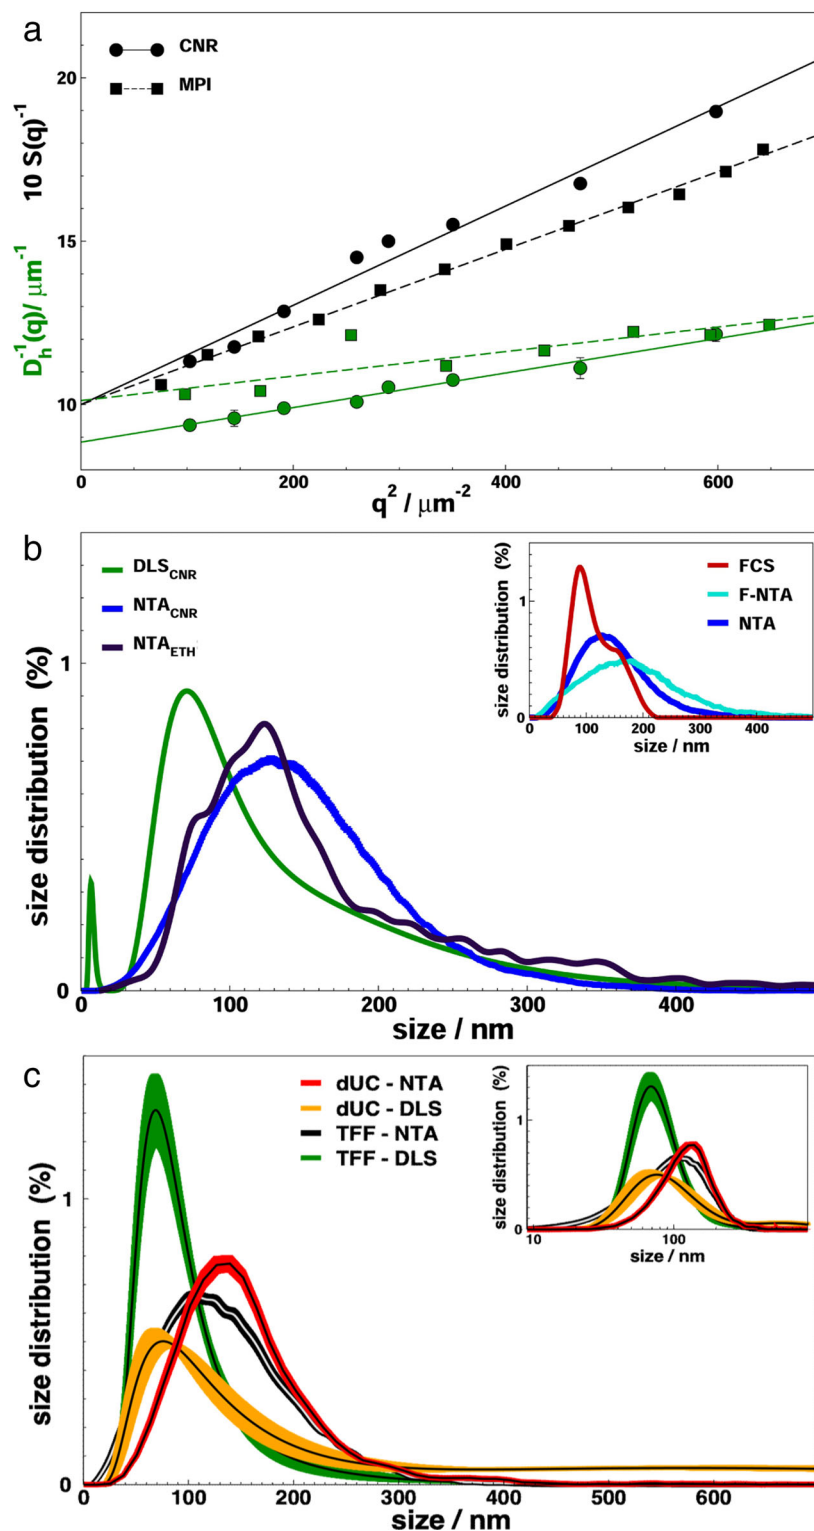 a
CNR
MPI
D_h^-1(q)/ μm^-1 10 S(q)^-1
20
15
10
0 200 400 600
q^2 / μm^-2
b
DLS_CNR
NTA_CNR
NTA_ETH
size distribution (%)
1
0
0 100 200 300 400
size / nm
FCS
F-NTA
NTA
size distribution (%)
1
0
0 100 200 300 400
size / nm
c
dUC - NTA
dUC - DLS
TFF - NTA
TFF - DLS
size distribution (%)
1
0
0 100 200 300 400 500 600
size / nm
size distribution (%)
1
0
10 100
size / nm